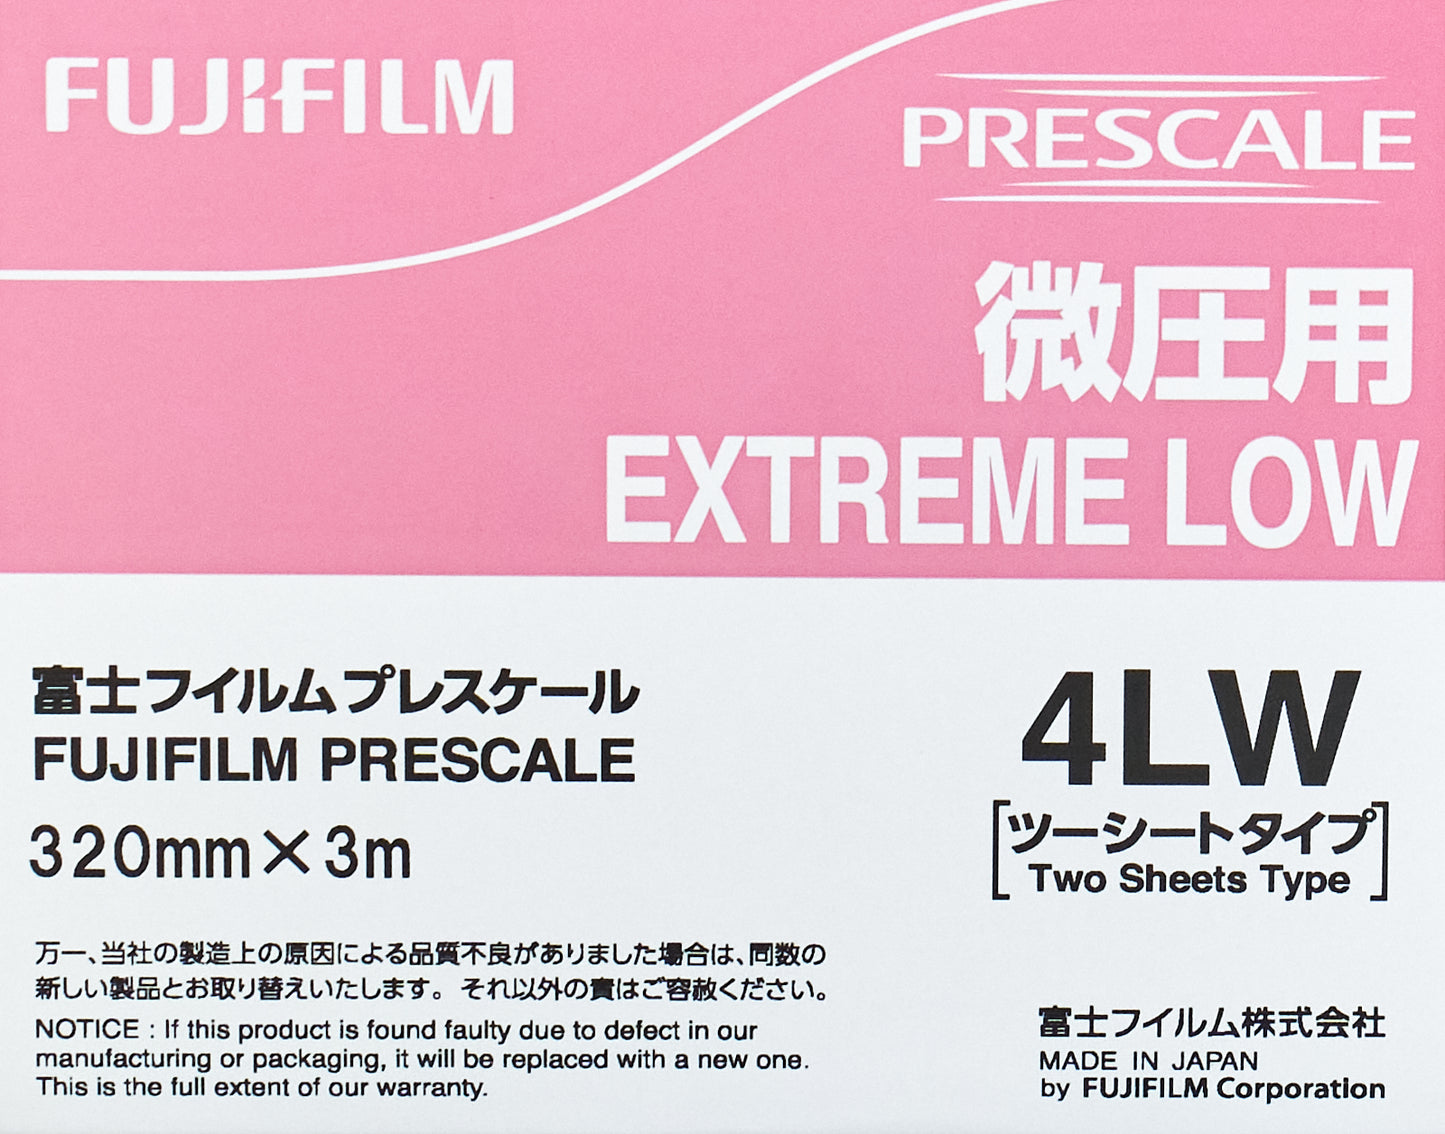 FUJIFILM
PRESCALE
微圧用
EXTREME LOW
富士フイルムプレスケール
FUJIFILM PRESCALE
320mm×3m
4LW
[ツーシートタイプ
Two Sheets Type]
万一、当社の製造上の原因による品質不良がありました場合は、同数の
新しい製品とお取り替えいたします。それ以外の責はご容赦ください。
NOTICE : If this product is found faulty due to defect in our
manufacturing or packaging, it will be replaced with a new one.
This is the full extent of our warranty.
富士フイルム株式会社
MADE IN JAPAN
by FUJIFILM Corporation